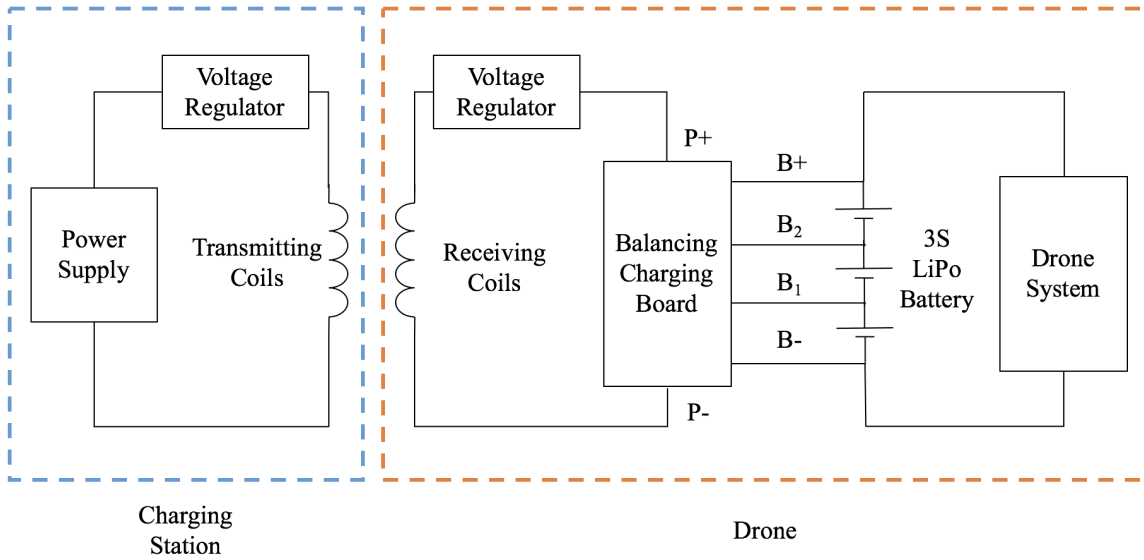 Voltage
Regulator
Power
Supply
Transmitting
Coils
Charging
Station
Voltage
Regulator
Receiving
Coils
P+
Balancing
Charging
Board
P-
B+
B₂
B₁
B-
3S
LiPo
Battery
Drone
System
Drone